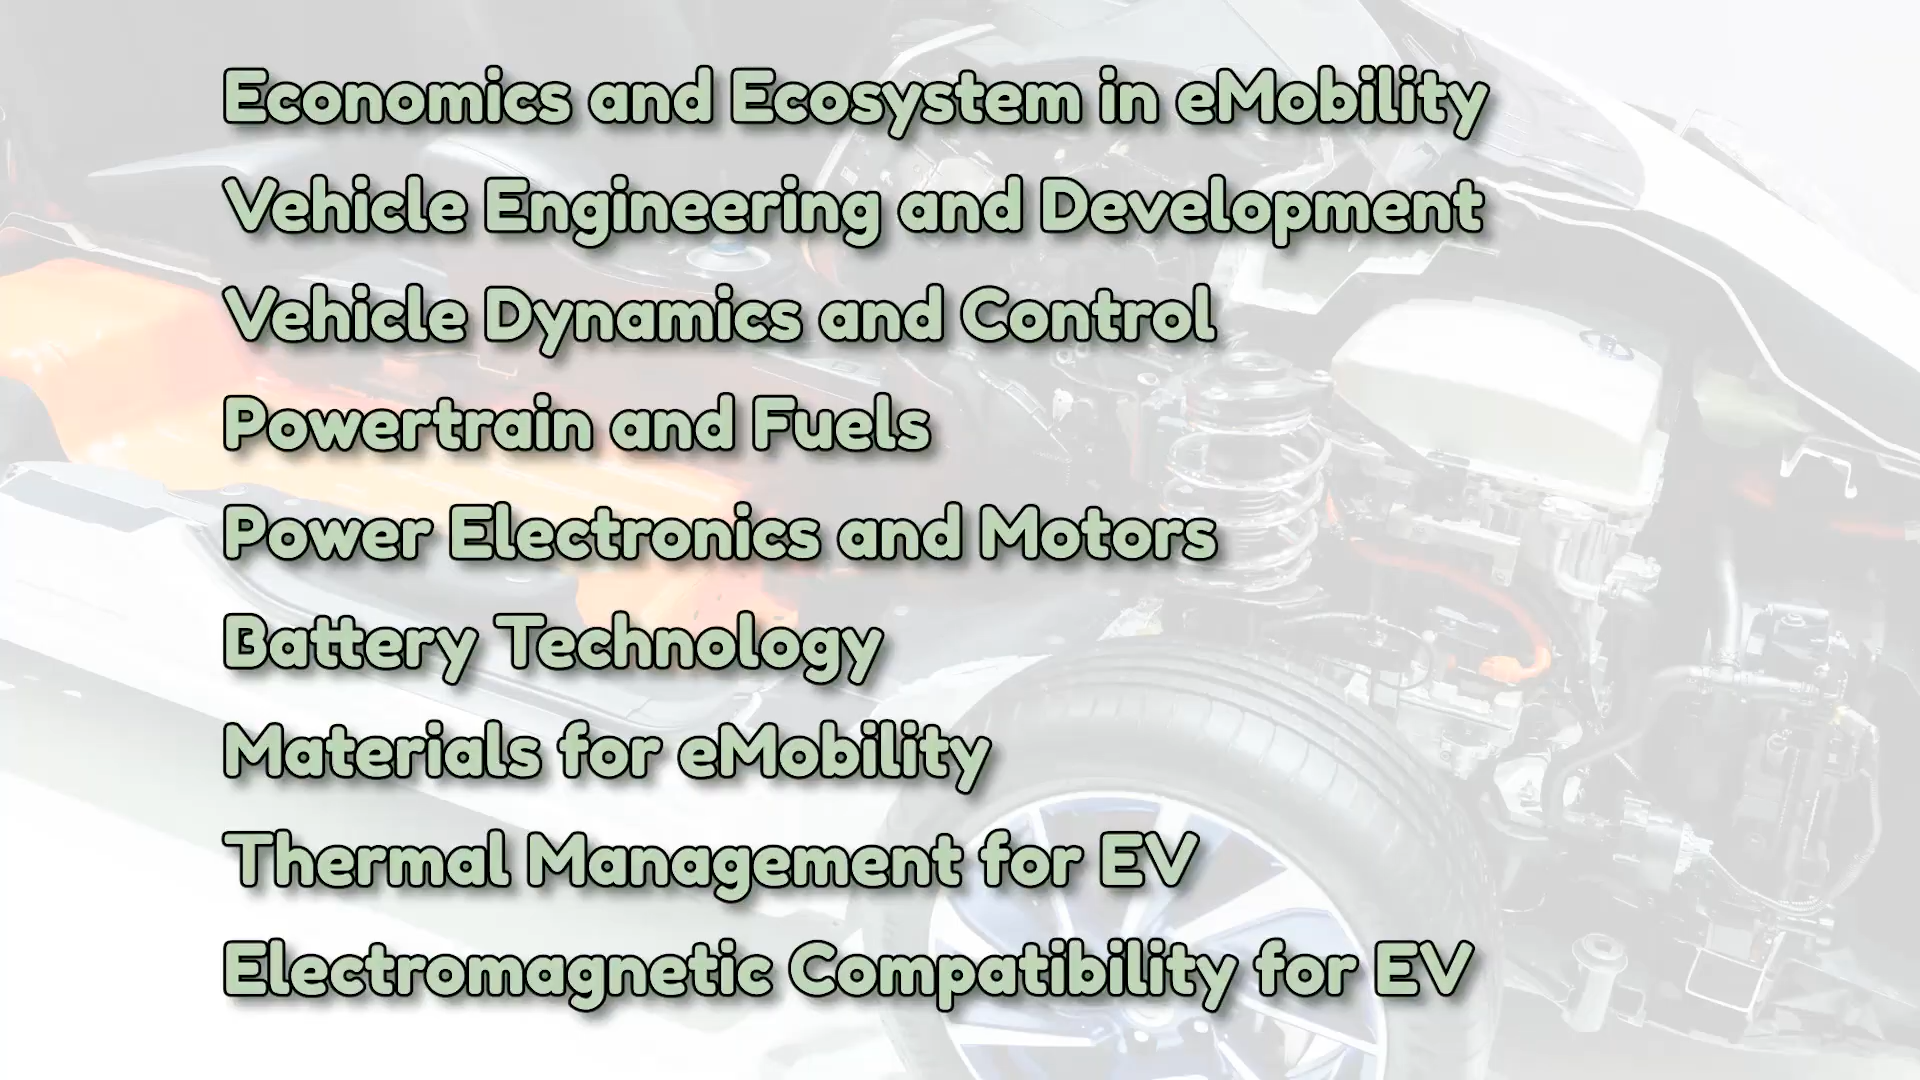 Economics and Ecosystem in eMobility
Vehicle Engineering and Development
Vehicle Dynamics and Control
Powertrain and Fuels
Power Electronics and Motors
Battery Technology
Materials for eMobility
Thermal Management for EV
Electromagnetic Compatibility for EV